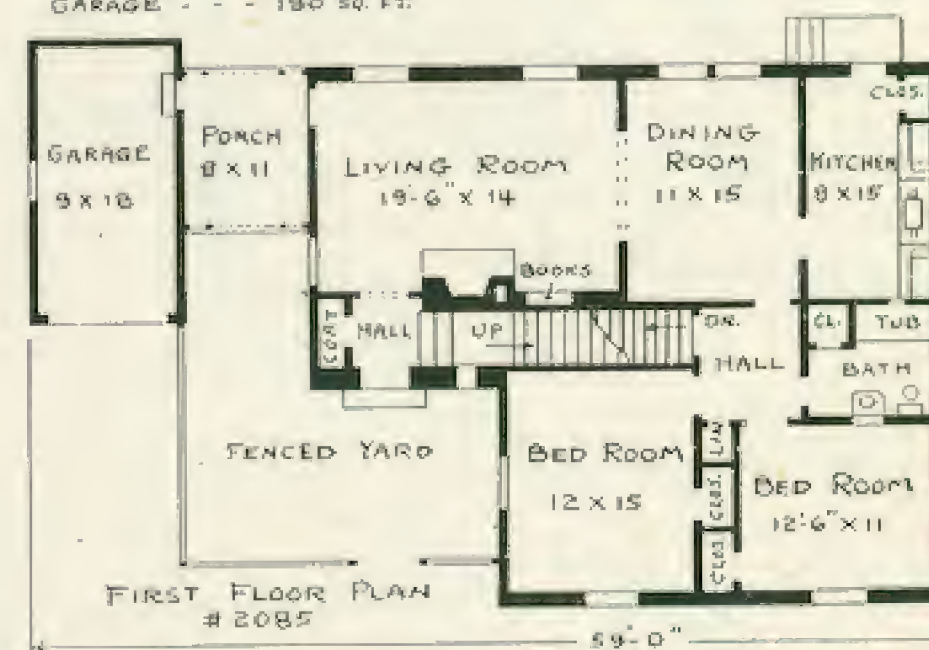 GARAGE - - - 180 SQ. FT.
GARAGE
9 X 18
PORCH
8 X 11
LIVING ROOM
19'-6" X 14
DINING
ROOM
11 X 15
CLOS.
KITCHEN
8 X 15
BOOKS
COAT
HALL
UP
DN.
HALL
CL.
TUB
BATH
FENCED YARD
BED ROOM
12 X 15
LIN
CLOS.
CLOS.
BED ROOM
12'-6" X 11
FIRST FLOOR PLAN
# 2085
59'-0"